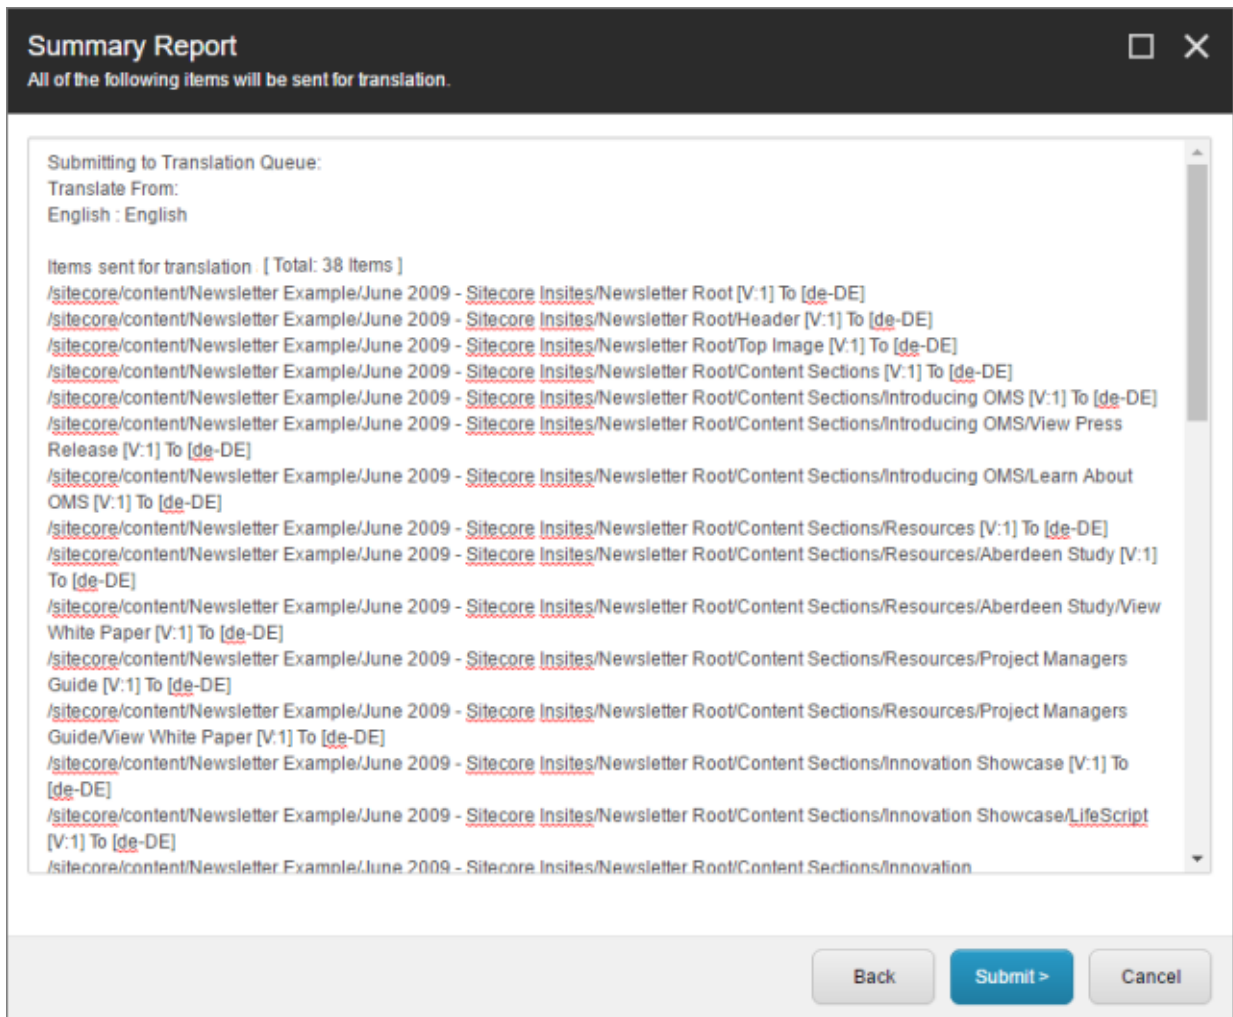 Summary Report
All of the following items will be sent for translation.
Submitting to Translation Queue:
Translate From:
English : English
Items sent for translation [ Total: 38 Items ]
/sitecore/content/Newsletter Example/June 2009 - Sitecore Insites/Newsletter Root [V:1] To [de-DE]
/sitecore/content/Newsletter Example/June 2009 - Sitecore Insites/Newsletter Root/Header [V:1] To [de-DE]
/sitecore/content/Newsletter Example/June 2009 - Sitecore Insites/Newsletter Root/Top Image [V:1] To [de-DE]
/sitecore/content/Newsletter Example/June 2009 - Sitecore Insites/Newsletter Root/Content Sections [V:1] To [de-DE]
/sitecore/content/Newsletter Example/June 2009 - Sitecore Insites/Newsletter Root/Content Sections/Introducing OMS [V:1] To [de-DE]
/sitecore/content/Newsletter Example/June 2009 - Sitecore Insites/Newsletter Root/Content Sections/Introducing OMS/View Press
Release [V:1] To [de-DE]
/sitecore/content/Newsletter Example/June 2009 - Sitecore Insites/Newsletter Root/Content Sections/Introducing OMS/Learn About
OMS [V:1] To [de-DE]
/sitecore/content/Newsletter Example/June 2009 - Sitecore Insites/Newsletter Root/Content Sections/Resources [V:1] To [de-DE]
/sitecore/content/Newsletter Example/June 2009 - Sitecore Insites/Newsletter Root/Content Sections/Resources/Aberdeen Study [V:1]
To [de-DE]
/sitecore/content/Newsletter Example/June 2009 - Sitecore Insites/Newsletter Root/Content Sections/Resources/Aberdeen Study/View
White Paper [V:1] To [de-DE]
/sitecore/content/Newsletter Example/June 2009 - Sitecore Insites/Newsletter Root/Content Sections/Resources/Project Managers
Guide [V:1] To [de-DE]
/sitecore/content/Newsletter Example/June 2009 - Sitecore Insites/Newsletter Root/Content Sections/Resources/Project Managers
Guide/View White Paper [V:1] To [de-DE]
/sitecore/content/Newsletter Example/June 2009 - Sitecore Insites/Newsletter Root/Content Sections/Innovation Showcase [V:1] To
[de-DE]
/sitecore/content/Newsletter Example/June 2009 - Sitecore Insites/Newsletter Root/Content Sections/Innovation Showcase/LifeScript
[V:1] To [de-DE]
/sitecore/content/Newsletter Example/June 2009 - Sitecore Insites/Newsletter Root/Content Sections/Innovation
Back
Submit >
Cancel